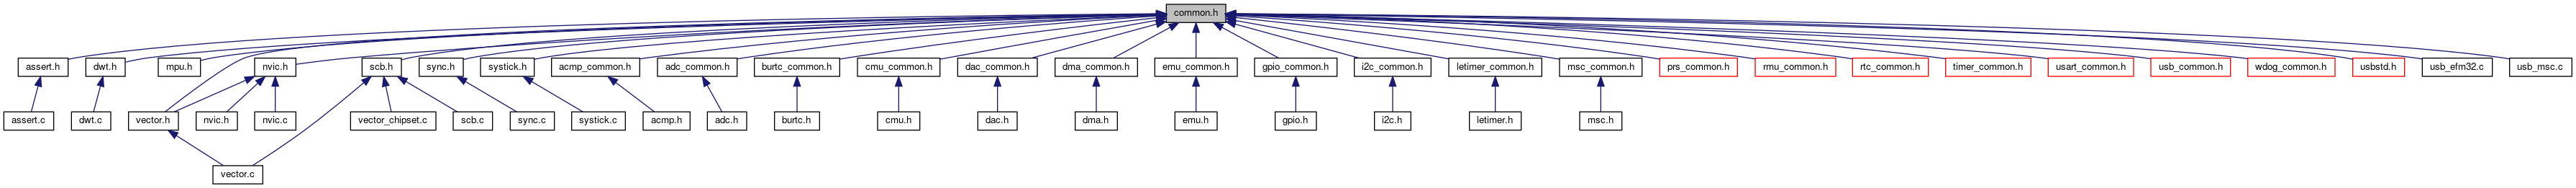 common.h
assert.h
dwt.h
mpu.h
nvic.h
scb.h
sync.h
systick.h
acmp_common.h
adc_common.h
burtc_common.h
cmu_common.h
dac_common.h
dma_common.h
emu_common.h
gpio_common.h
i2c_common.h
letimer_common.h
msc_common.h
prs_common.h
rmu_common.h
rtc_common.h
timer_common.h
usart_common.h
usb_common.h
wdog_common.h
usbstd.h
usb_efm32.c
usb_msc.c
assert.c
dwt.c
vector.h
nvic.h
nvic.c
vector_chipset.c
scb.c
sync.c
systick.c
acmp.h
adc.h
burtc.h
cmu.h
dac.h
dma.h
emu.h
gpio.h
i2c.h
letimer.h
msc.h
vector.c